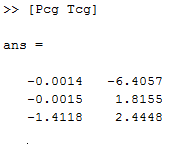 >> [Pcg Tcg]
ans =
-0.0014 -6.4057
-0.0015 1.8155
-1.4118 2.4448